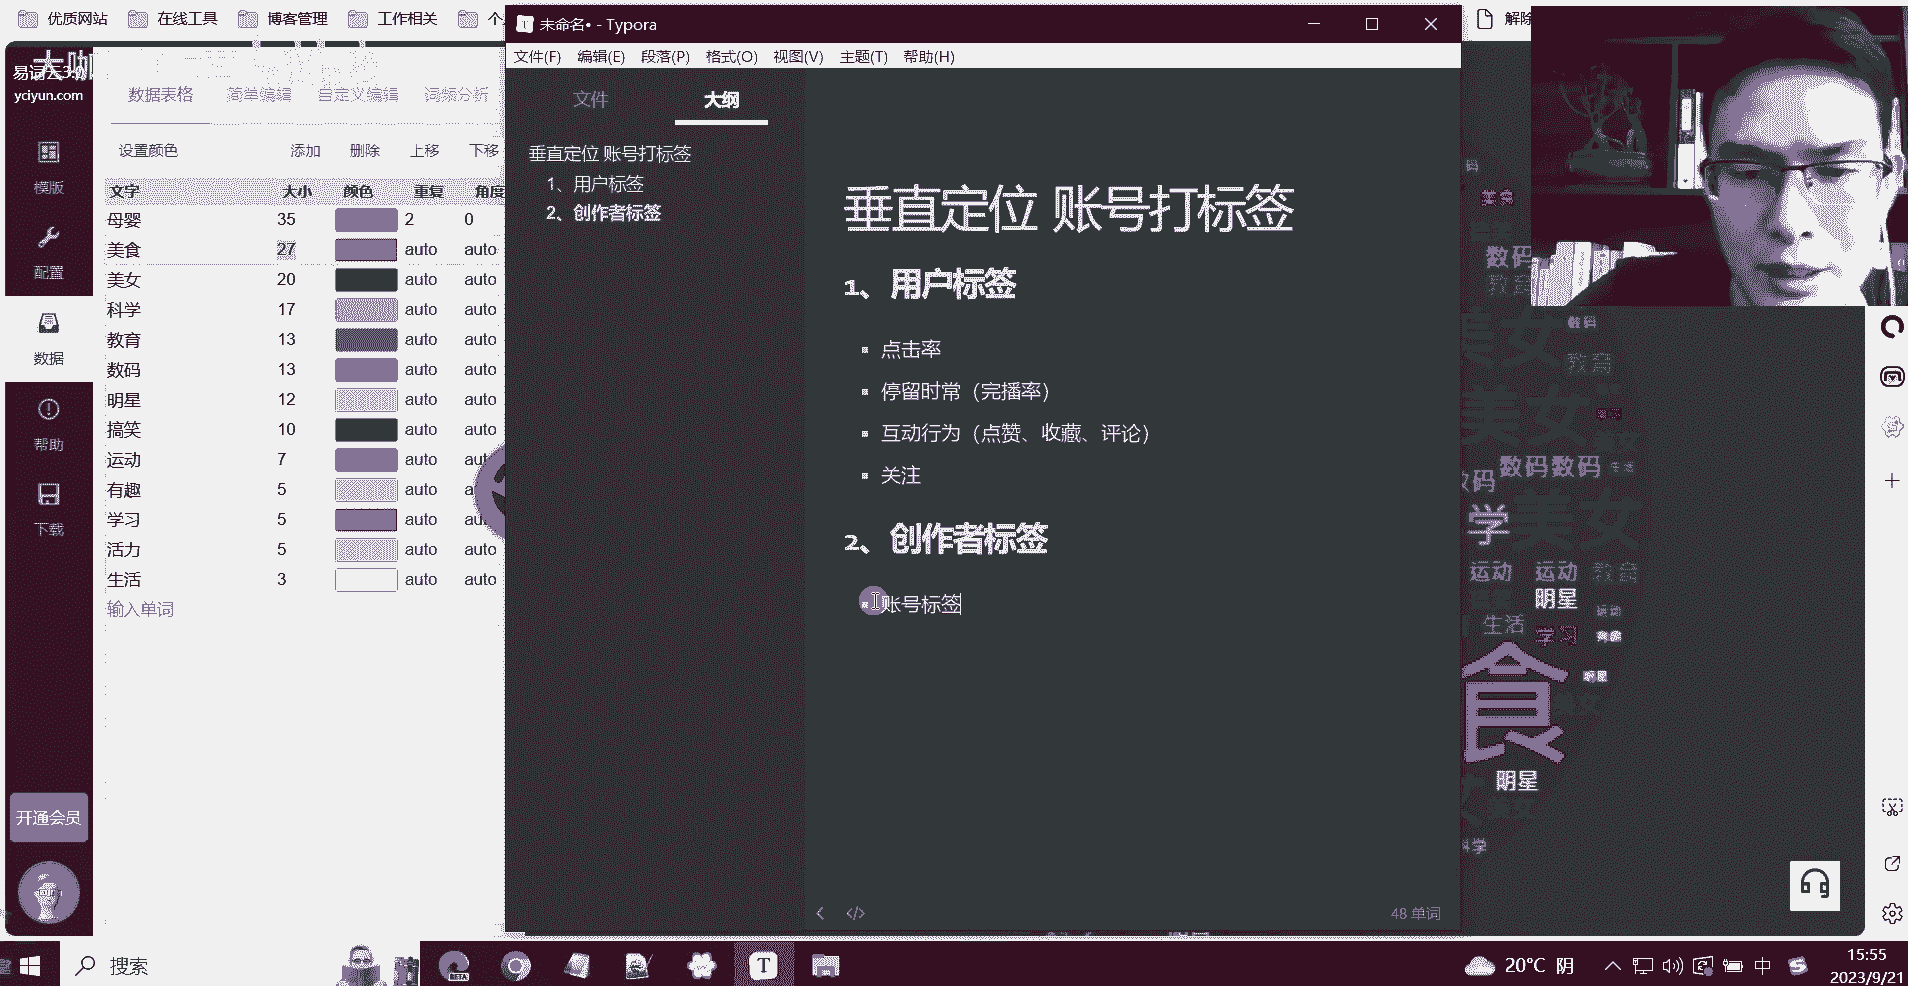 优质网站 在线工具 博客管理 工作相关
解除
易词云3.0
yciyun.com
模版
配置
数据
帮助
下载
开通会员
数据表格 简单编辑 自定义编辑 词频分析
设置颜色 添加 删除 上移 下移
文字 大小 颜色 重复 角度
母婴 35 2 0
美食 27 auto auto
美女 20 auto auto
科学 17 auto auto
教育 13 auto auto
数码 13 auto auto
明星 12 auto auto
搞笑 10 auto auto
运动 7 auto auto
有趣 5 auto
学习 5 auto auto
活力 5 auto auto
生活 3 auto auto
输入单词
未命名• - Typora
文件(F) 编辑(E) 段落(P) 格式(O) 视图(V) 主题(T) 帮助(H)
文件 大纲
垂直定位 账号打标签
1、用户标签
2、创作者标签
垂直定位 账号打标签
1、用户标签
点击率
停留时常（完播率）
互动行为（点赞、收藏、评论）
关注
2、创作者标签
账号标签
48 单词
数码
教育
美女
教育
美女
数码数码
学 美女
运动 运动 教育
明星
生活 学习
食
明星
搜索
BETA
20°C 阴
中
15:55
2023/9/21